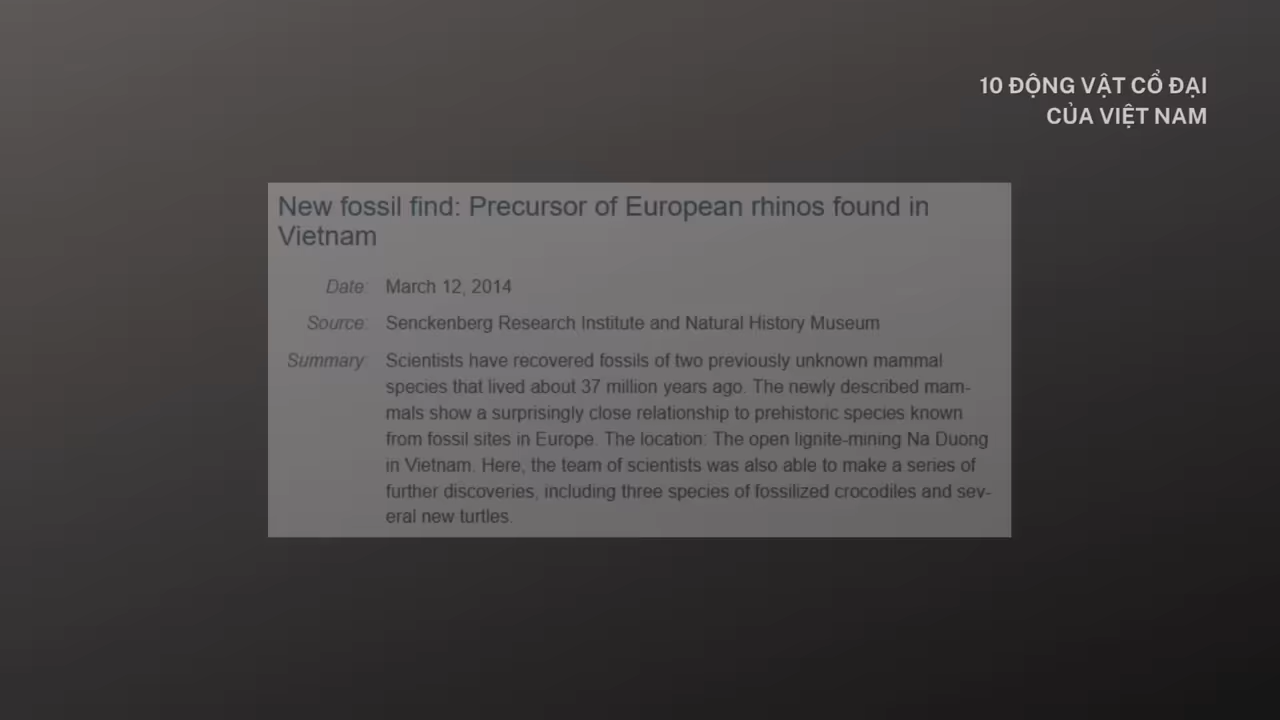 10 ĐỘNG VẬT CỔ ĐẠI
CỦA VIỆT NAM
New fossil find: Precursor of European rhinos found in
Vietnam
Date: March 12, 2014
Source: Senckenberg Research Institute and Natural History Museum
Summary: Scientists have recovered fossils of two previously unknown mammal
species that lived about 37 million years ago. The newly described mam-
mals show a surprisingly close relationship to prehistoric species known
from fossil sites in Europe. The location: The open lignite-mining Na Duong
in Vietnam. Here, the team of scientists was also able to make a series of
further discoveries, including three species of fossilized crocodiles and sev-
eral new turtles.